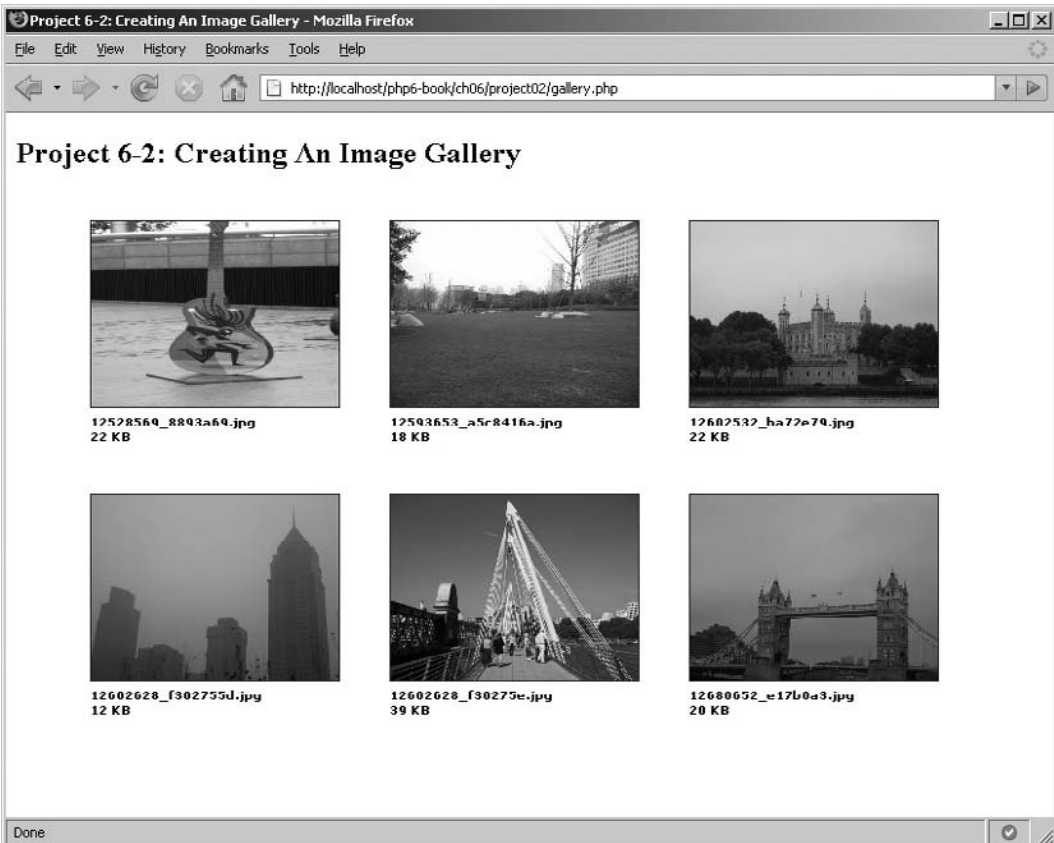 Project 6-2: Creating An Image Gallery - Mozilla Firefox
File Edit View History Bookmarks Tools Help
http://localhost/php6-book/ch06/project02/gallery.php
Project 6-2: Creating An Image Gallery
12528569_8893a69.jpg
22 KB
12593653_a5c8416a.jpg
18 KB
12602532_ba72e79.jpg
22 KB
12602628_f302755d.jpg
12 KB
12602628_f30275e.jpg
39 KB
12680652_e17b0a3.jpg
20 KB
Done